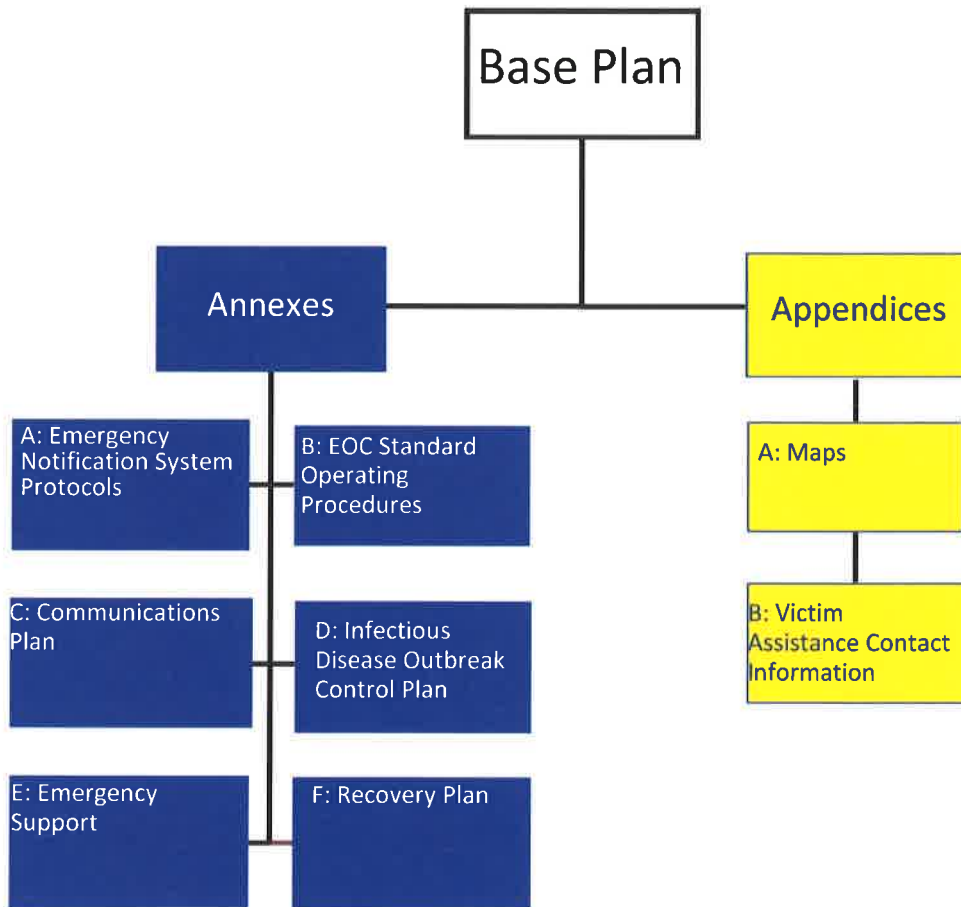 Base Plan
Annexes
Appendices
A: Emergency
Notification System
Protocols
B: EOC Standard
Operating
Procedures
A: Maps
C: Communications
Plan
D: Infectious
Disease Outbreak
Control Plan
B: Victim
Assistance Contact
Information
E: Emergency
Support
F: Recovery Plan